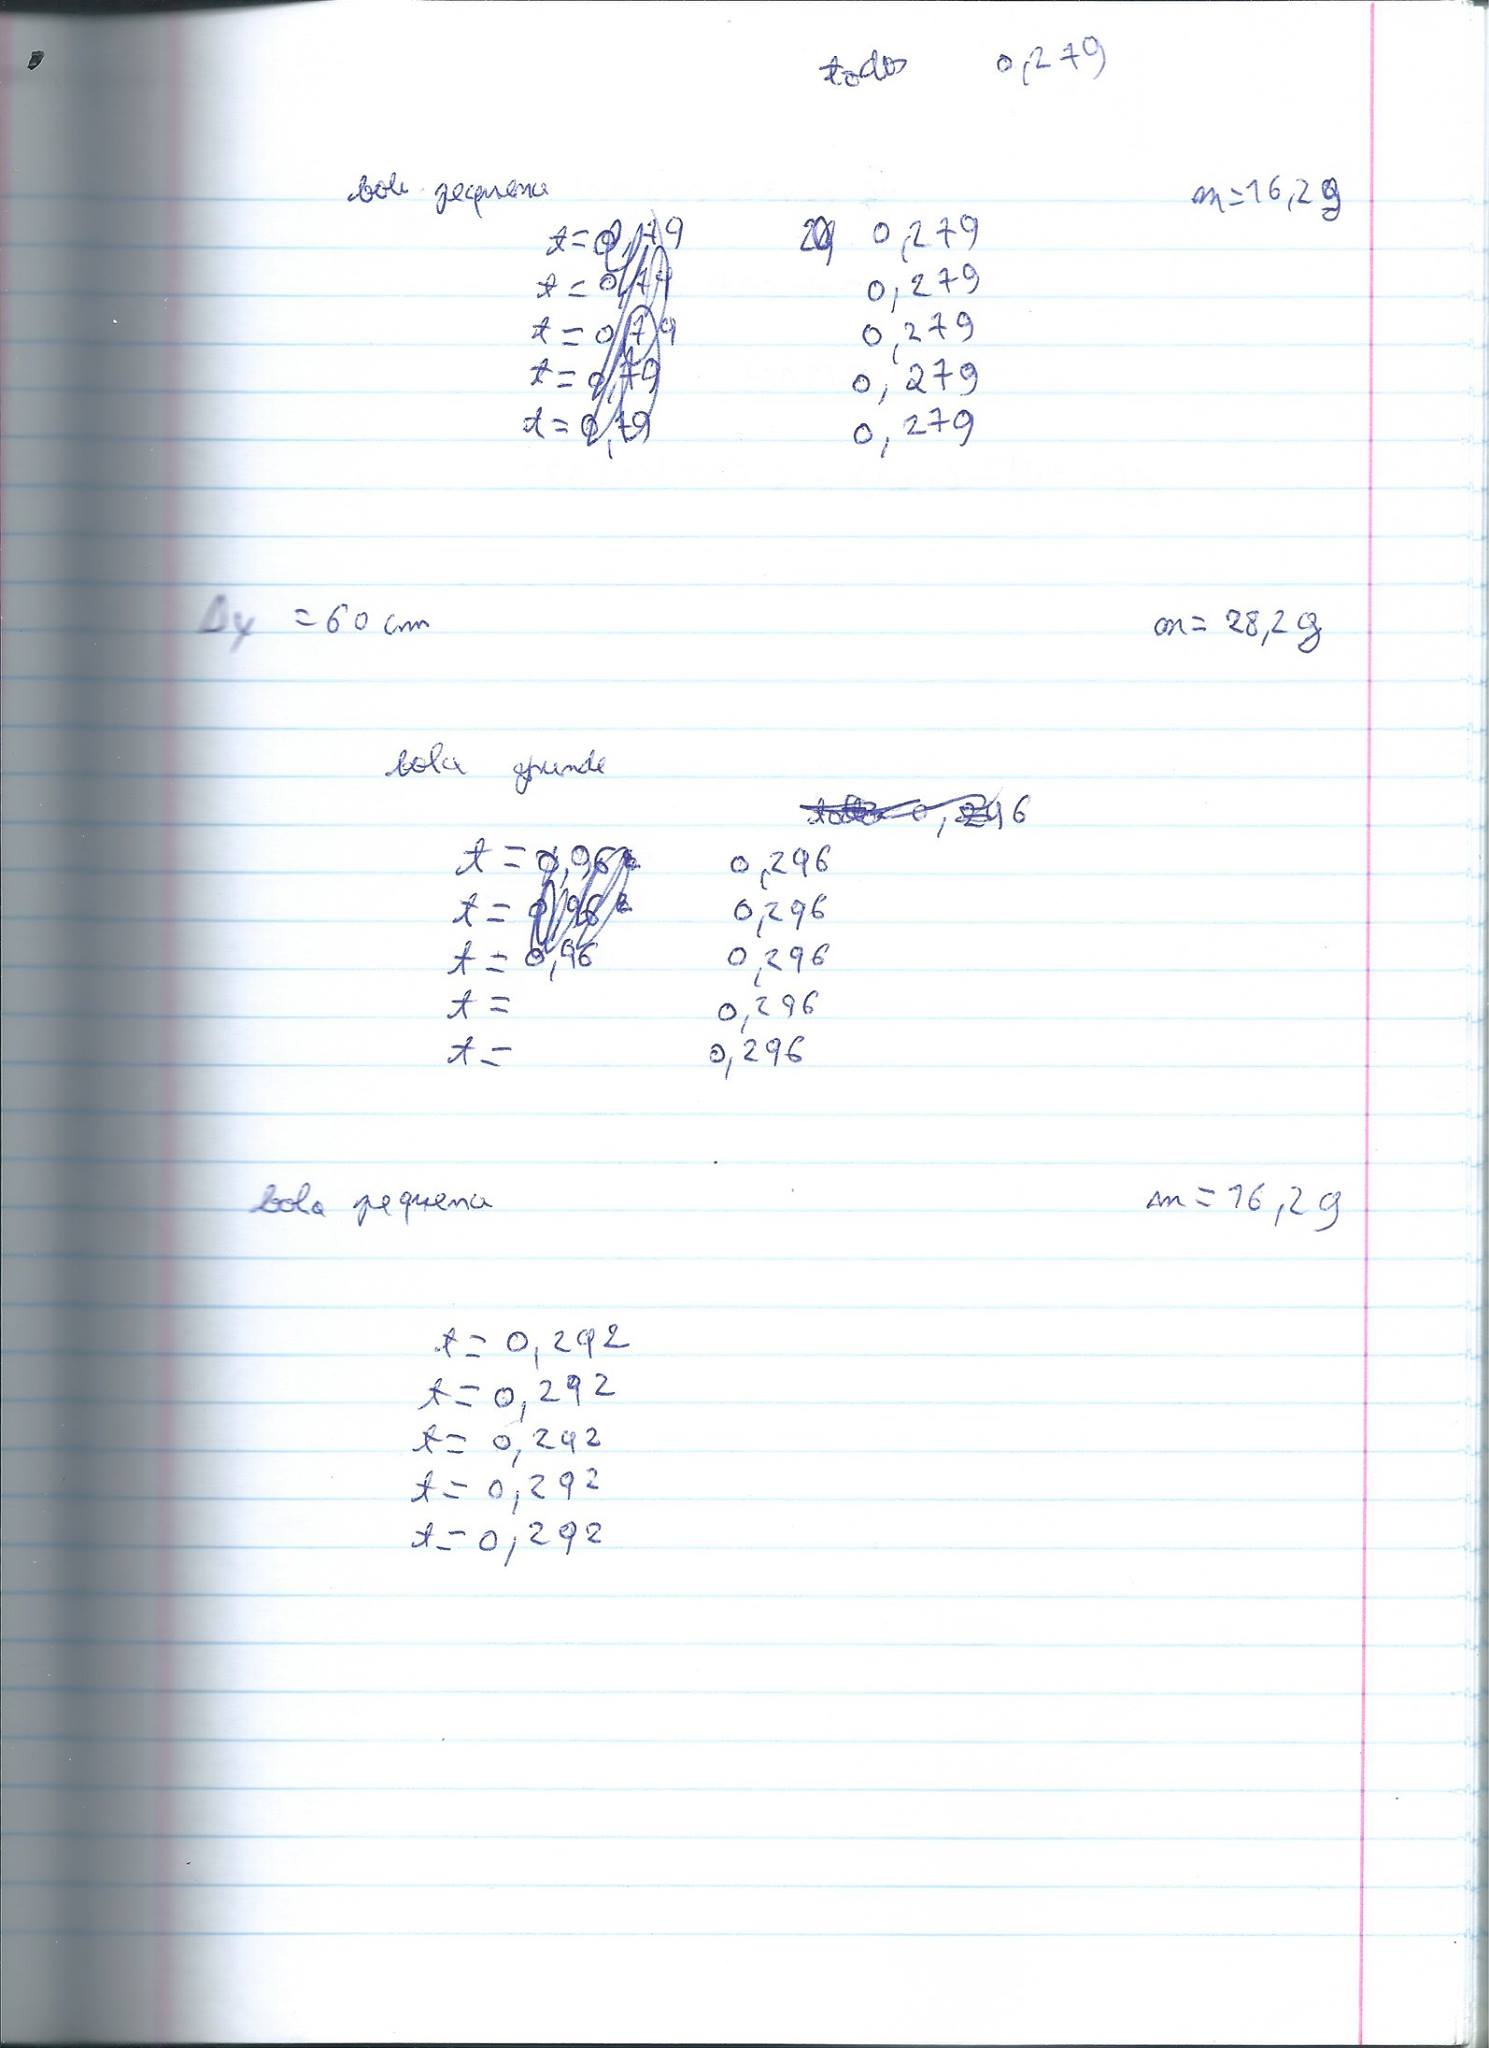 todos 0,279
bola pequena m=16,2g
t=0,79 0,279
t=0,79 0,279
t=0,79 0,279
t=0,79 0,279
t=0,79 0,279
Δy = 60 cm m= 28,2g
bola grande
0,296
t=0,96 0,296
t=0,96 0,296
t=0,96 0,296
t= 0,296
t= 0,296
bola pequena m=16,2g
t=0,292
t=0,292
t=0,292
t=0,292
t=0,292